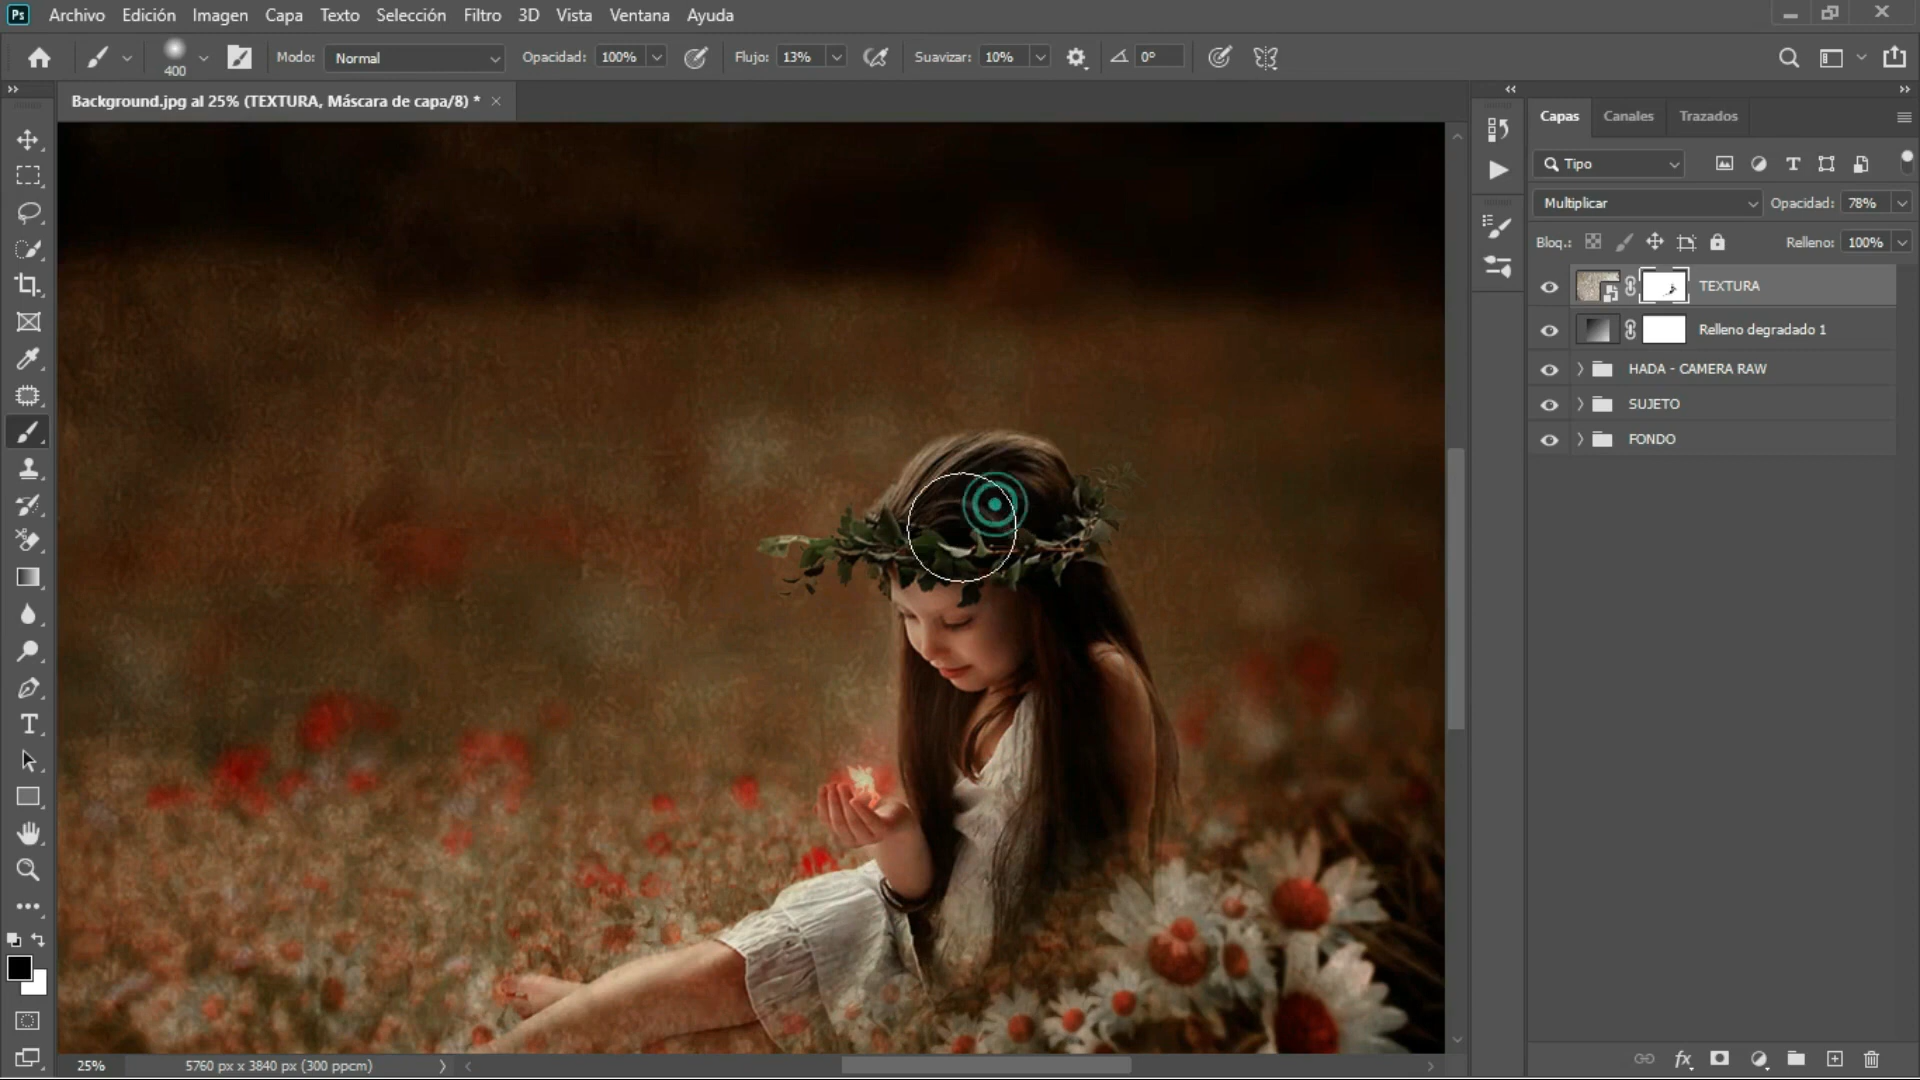 Ps Archivo Edición Imagen Capa Texto Selección Filtro 3D Vista Ventana Ayuda
400 Modo: Normal Opacidad: 100% Flujo: 13% Suavizar: 10% 0°
Background.jpg al 25% (TEXTURA, Máscara de capa/8) *
Capas Canales Trazados
Tipo
Multiplicar Opacidad: 78%
Bloq.: Relleno: 100%
TEXTURA
Relleno degradado 1
HADA - CAMERA RAW
SUJETO
FONDO
25% 5760 px x 3840 px (300 ppcm)